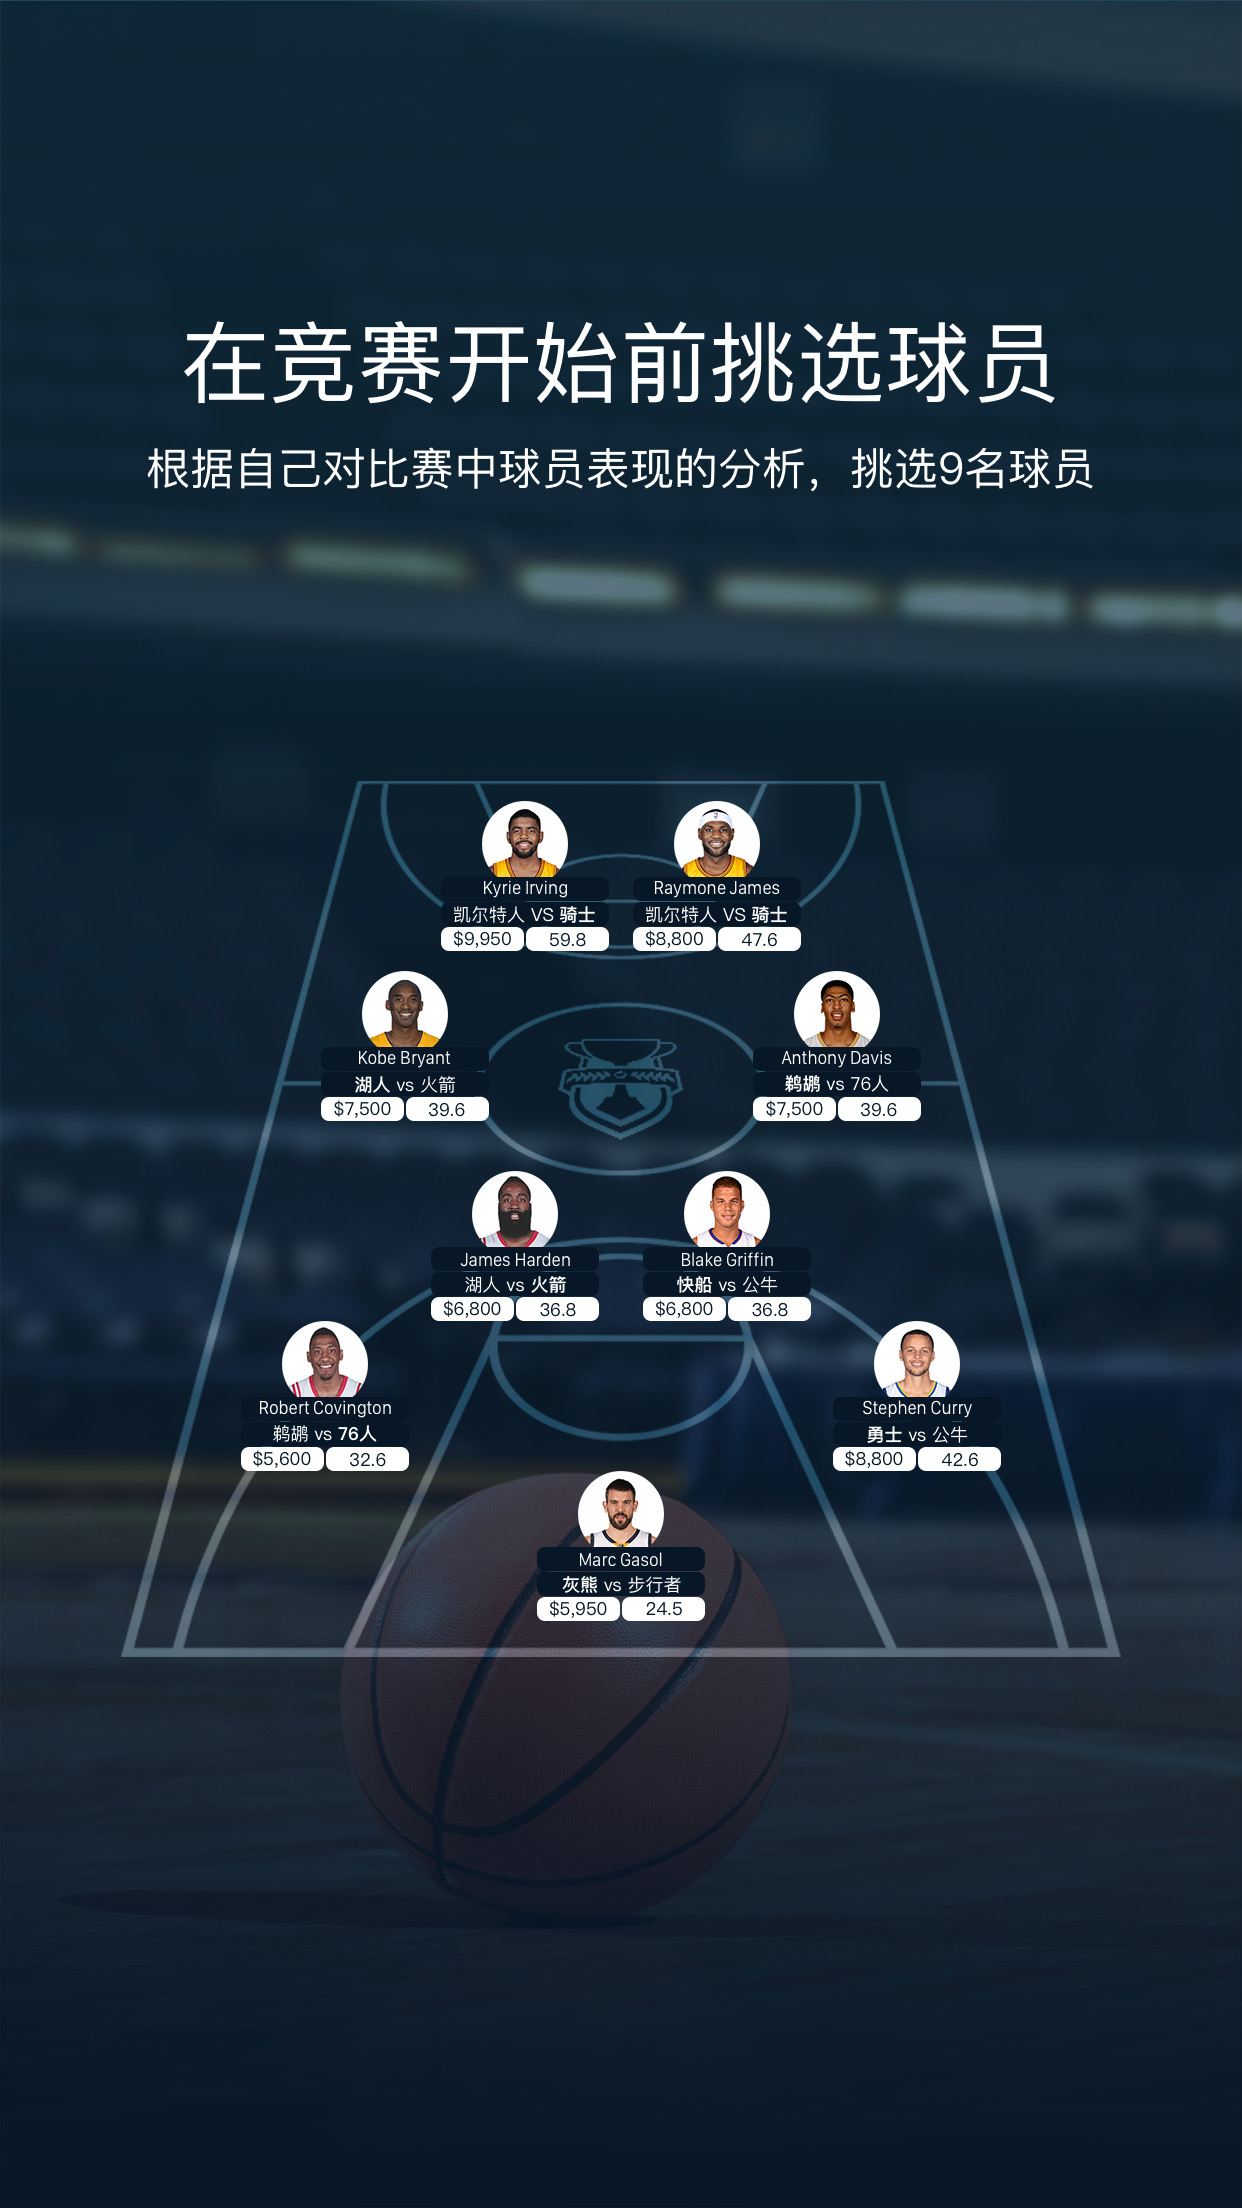 在竞赛开始前挑选球员
根据自己对比赛中球员表现的分析，挑选9名球员
Kyrie Irving
凯尔特人 VS 骑士
$9,950 59.8
Raymone James
凯尔特人 VS 骑士
$8,800 47.6
Kobe Bryant
湖人 vs 火箭
$7,500 39.6
Anthony Davis
鹈鹕 vs 76人
$7,500 39.6
James Harden
湖人 vs 火箭
$6,800 36.8
Blake Griffin
快船 vs 公牛
$6,800 36.8
Robert Covington
鹈鹕 vs 76人
$5,600 32.6
Stephen Curry
勇士 vs 公牛
$8,800 42.6
Marc Gasol
灰熊 vs 步行者
$5,950 24.5